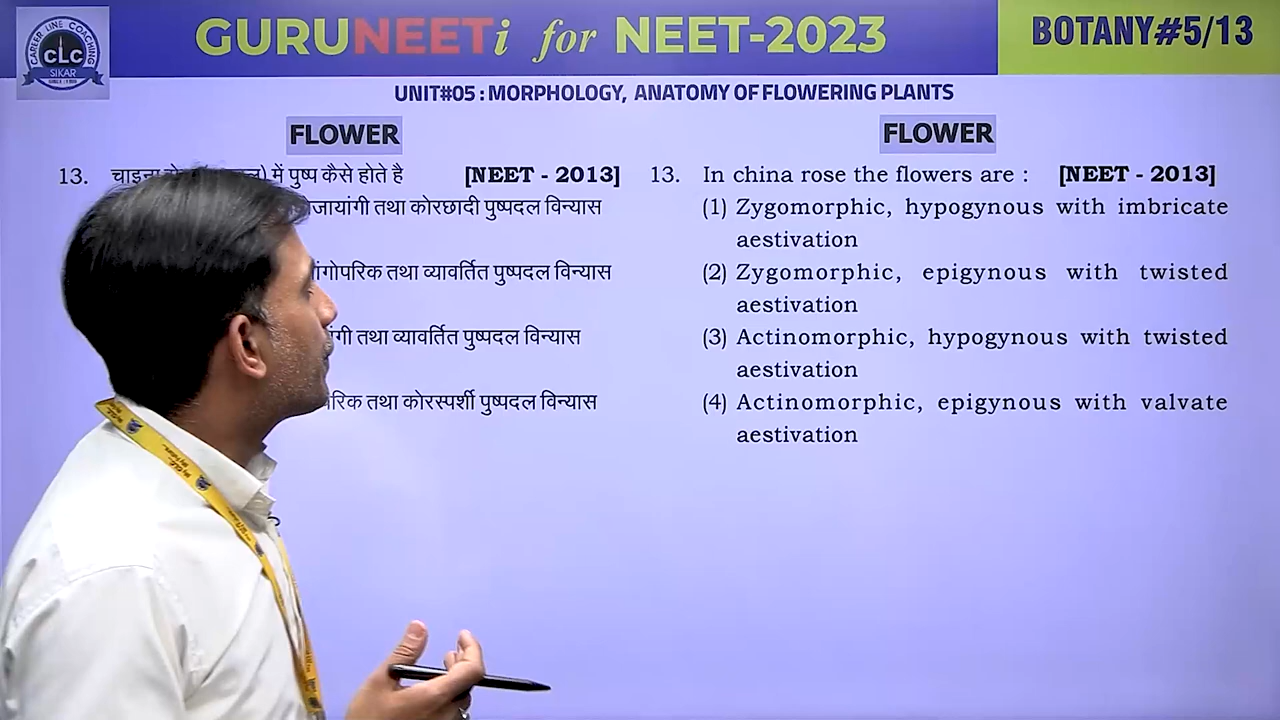 CAREER LINE COACHING
CLC
SIKAR
GURUNEETi for NEET-2023
BOTANY#5/13
UNIT#05 : MORPHOLOGY, ANATOMY OF FLOWERING PLANTS
FLOWER
13. में पुष्प कैसे होते है [NEET - 2013]
तथा कोरछादी पुष्पदल विन्यास
तथा व्यावर्तित पुष्पदल विन्यास
तथा व्यावर्तित पुष्पदल विन्यास
तथा कोरस्पर्शी पुष्पदल विन्यास
FLOWER
13. In china rose the flowers are : [NEET - 2013]
(1) Zygomorphic, hypogynous with imbricate
aestivation
(2) Zygomorphic, epigynous with twisted
aestivation
(3) Actinomorphic, hypogynous with twisted
aestivation
(4) Actinomorphic, epigynous with valvate
aestivation